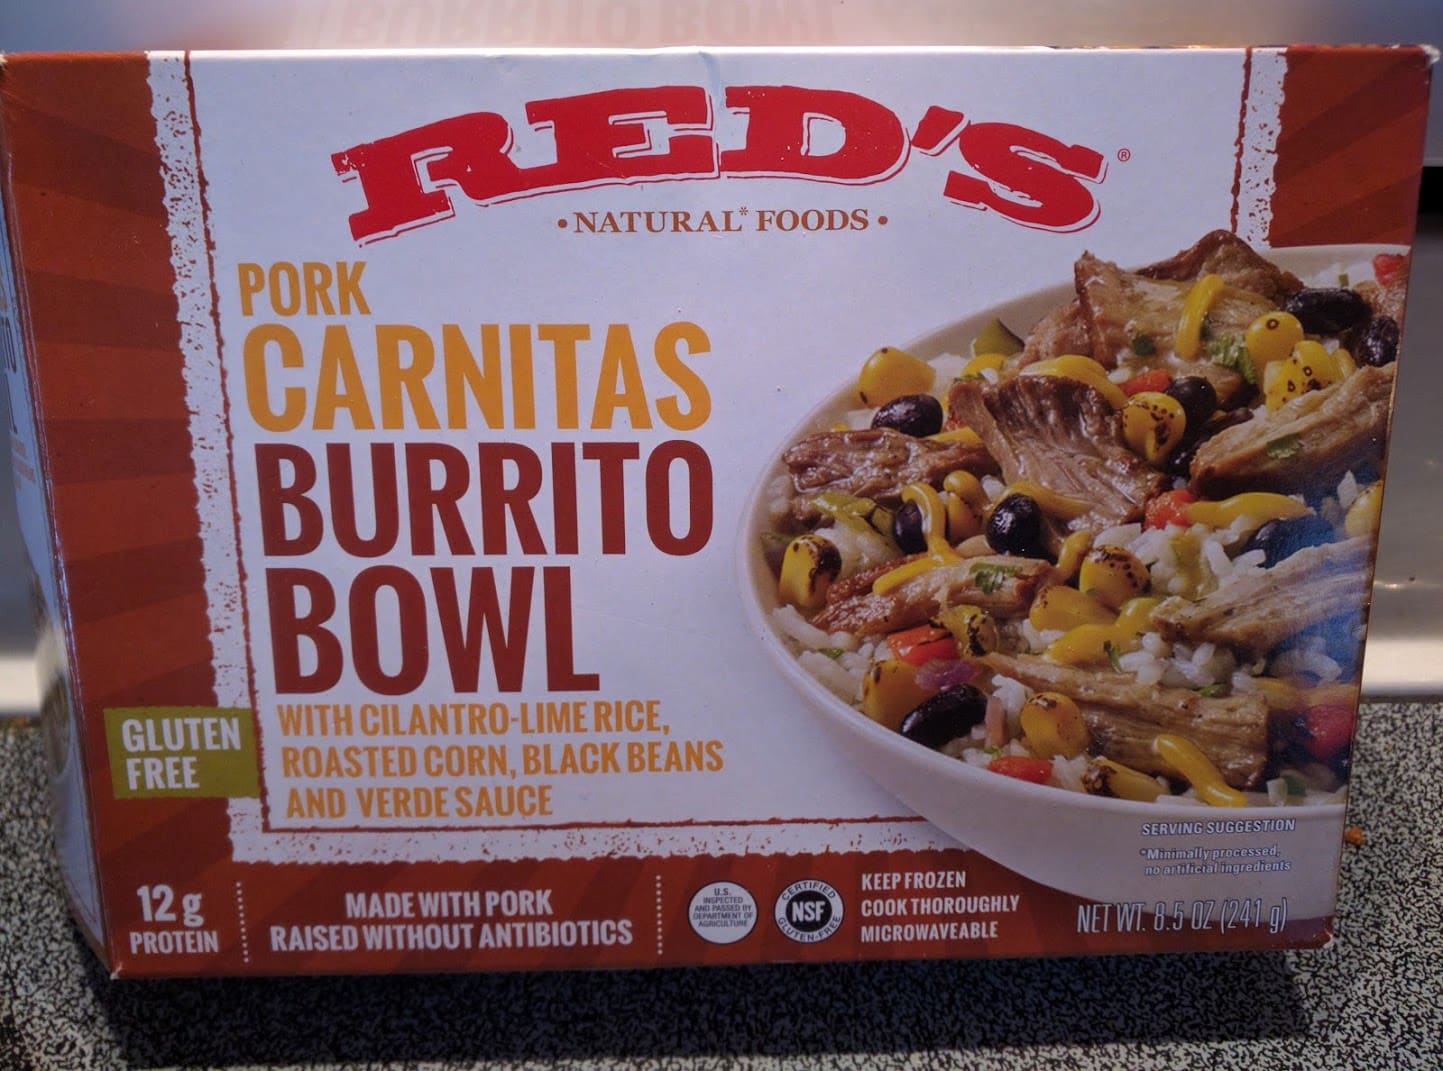 RED'S®
• NATURAL* FOODS •
PORK
CARNITAS
BURRITO
BOWL
WITH CILANTRO-LIME RICE,
ROASTED CORN, BLACK BEANS
AND VERDE SAUCE
GLUTEN
FREE
SERVING SUGGESTION
*Minimally processed,
no artificial ingredients
12g
PROTEIN
MADE WITH PORK
RAISED WITHOUT ANTIBIOTICS
U.S.
INSPECTED
AND PASSED BY
DEPARTMENT OF
AGRICULTURE
CERTIFIED
NSF
GLUTEN-FREE
KEEP FROZEN
COOK THOROUGHLY
MICROWAVEABLE
NET WT. 8.5 OZ (241 g)